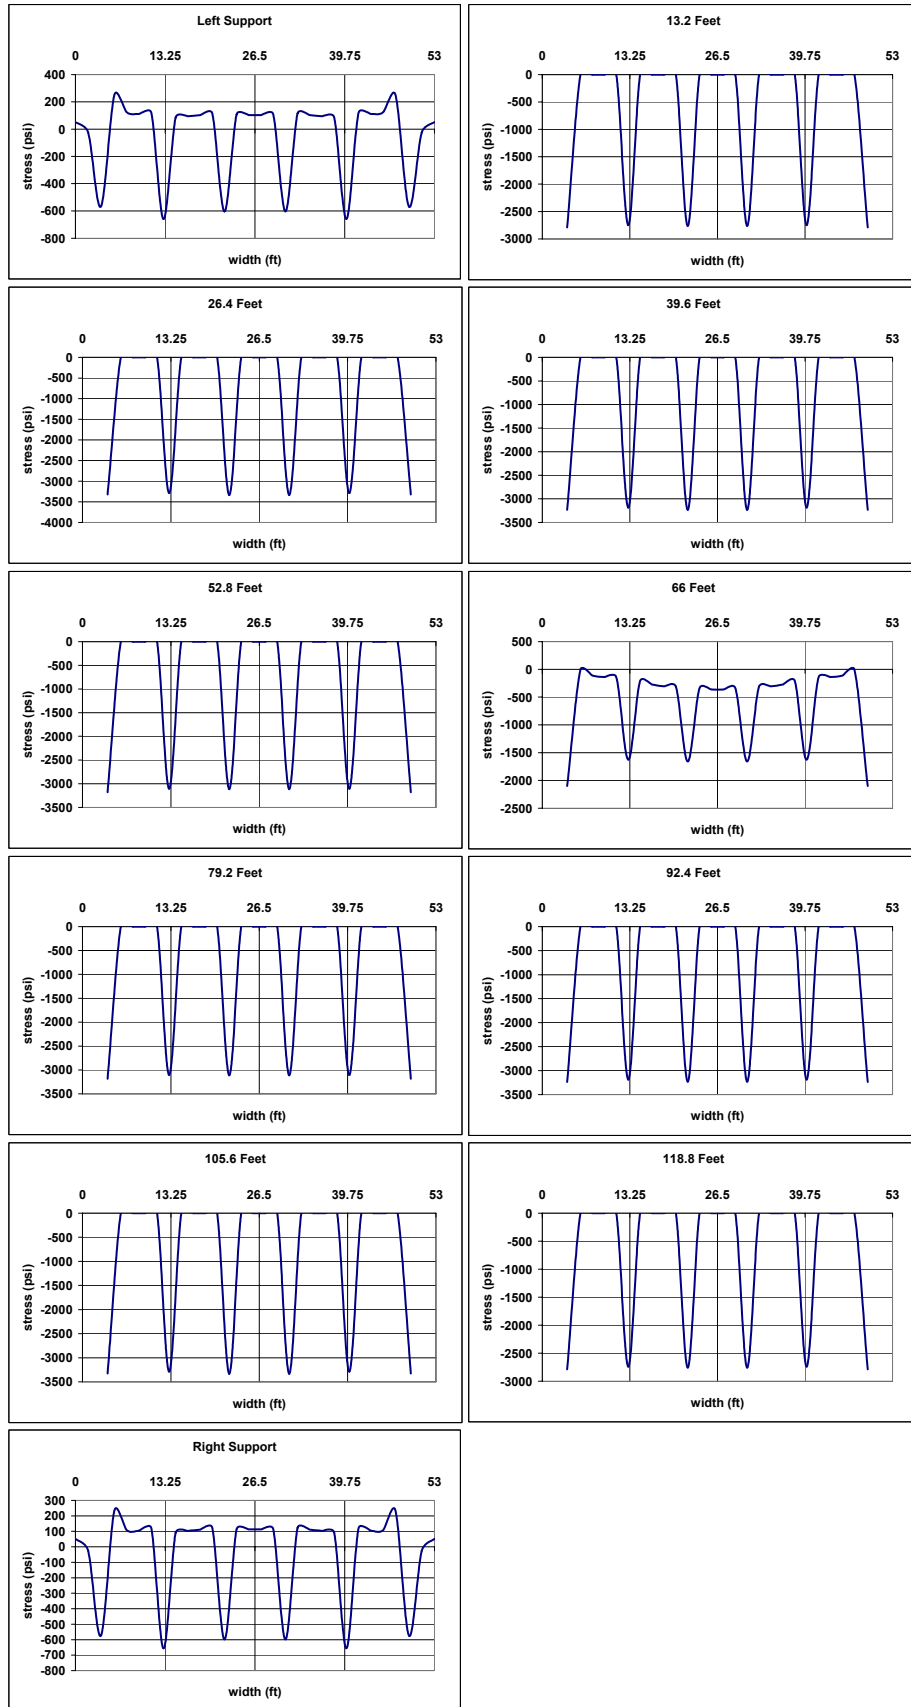 Left Support
0 13.25 26.5 39.75 53
400
200
0
-200
-400
-600
-800
stress (psi)
width (ft)
13.2 Feet
0 13.25 26.5 39.75 53
0
-500
-1000
-1500
-2000
-2500
-3000
stress (psi)
width (ft)
26.4 Feet
0 13.25 26.5 39.75 53
0
-500
-1000
-1500
-2000
-2500
-3000
-3500
-4000
stress (psi)
width (ft)
39.6 Feet
0 13.25 26.5 39.75 53
0
-500
-1000
-1500
-2000
-2500
-3000
-3500
stress (psi)
width (ft)
52.8 Feet
0 13.25 26.5 39.75 53
0
-500
-1000
-1500
-2000
-2500
-3000
-3500
stress (psi)
width (ft)
66 Feet
0 13.25 26.5 39.75 53
500
0
-500
-1000
-1500
-2000
-2500
stress (psi)
width (ft)
79.2 Feet
0 13.25 26.5 39.75 53
0
-500
-1000
-1500
-2000
-2500
-3000
-3500
stress (psi)
width (ft)
92.4 Feet
0 13.25 26.5 39.75 53
0
-500
-1000
-1500
-2000
-2500
-3000
-3500
stress (psi)
width (ft)
105.6 Feet
0 13.25 26.5 39.75 53
0
-500
-1000
-1500
-2000
-2500
-3000
-3500
stress (psi)
width (ft)
118.8 Feet
0 13.25 26.5 39.75 53
0
-500
-1000
-1500
-2000
-2500
-3000
stress (psi)
width (ft)
Right Support
0 13.25 26.5 39.75 53
300
200
100
0
-100
-200
-300
-400
-500
-600
-700
-800
stress (psi)
width (ft)